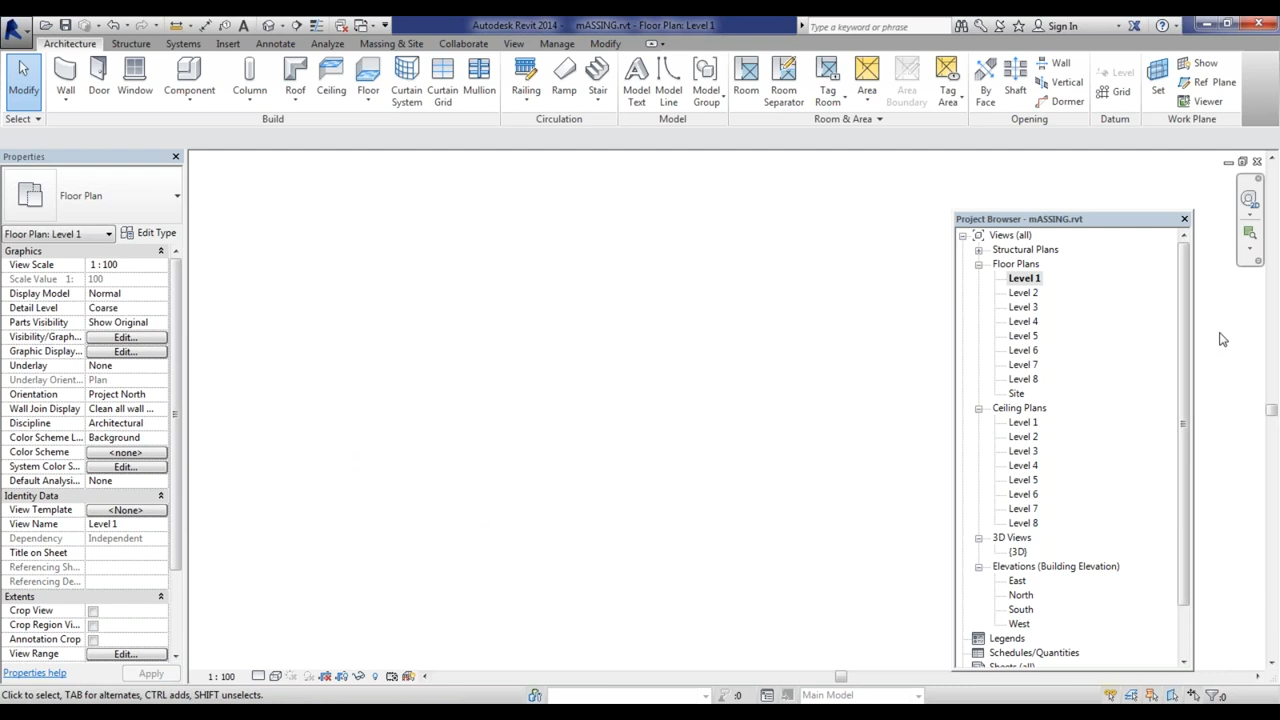 Autodesk Revit 2014 - mASSING.rvt - Floor Plan: Level 1
Type a keyword or phrase
Sign In
Architecture Structure Systems Insert Annotate Analyze Massing & Site Collaborate View Manage Modify
Modify Wall Door Window Component Column Roof Ceiling Floor Curtain System Curtain Grid Mullion Railing Ramp Stair Model Text Model Line Model Group Room Room Separator Tag Room Area Area Boundary Tag Area By Face Shaft Wall Vertical Dormer Level Grid Set Show Ref Plane Viewer
Select Build Circulation Model Room & Area Opening Datum Work Plane
Properties
Floor Plan
Floor Plan: Level 1 Edit Type
Graphics
View Scale 1 : 100
Scale Value 1: 100
Display Model Normal
Detail Level Coarse
Parts Visibility Show Original
Visibility/Graph... Edit...
Graphic Display... Edit...
Underlay None
Underlay Orient... Plan
Orientation Project North
Wall Join Display Clean all wall ...
Discipline Architectural
Color Scheme L... Background
Color Scheme <none>
System Color S... Edit...
Default Analysi... None
Identity Data
View Template <None>
View Name Level 1
Dependency Independent
Title on Sheet
Referencing Sh...
Referencing De...
Extents
Crop View
Crop Region Vi...
Annotation Crop
View Range Edit...
Properties help Apply
Project Browser - mASSING.rvt
Views (all)
Structural Plans
Floor Plans
Level 1
Level 2
Level 3
Level 4
Level 5
Level 6
Level 7
Level 8
Site
Ceiling Plans
Level 1
Level 2
Level 3
Level 4
Level 5
Level 6
Level 7
Level 8
3D Views
{3D}
Elevations (Building Elevation)
East
North
South
West
Legends
Schedules/Quantities
Sheets (all)
2D
1 : 100
Click to select, TAB for alternates, CTRL adds, SHIFT unselects.
:0
Main Model
:0